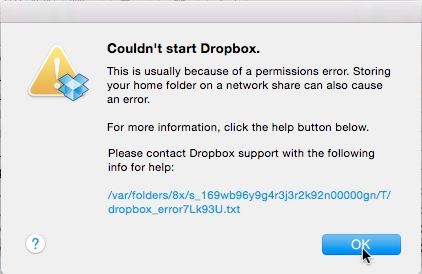 Couldn't start Dropbox.
This is usually because of a permissions error. Storing
your home folder on a network share can also cause
an error.
For more information, click the help button below.
Please contact Dropbox support with the following
info for help:
/var/folders/8x/s_169wb96y9g4r3j3r2k92n00000gn/T/
dropbox_error7Lk93U.txt
?
OK